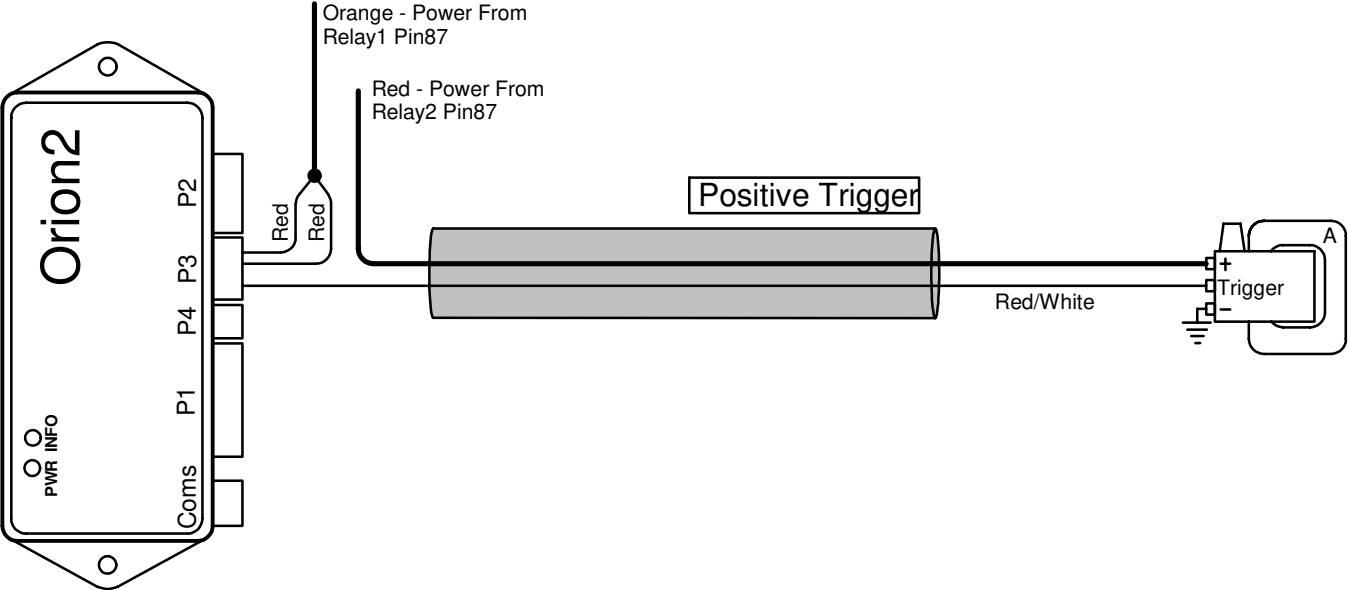 Orange - Power From
Relay1 Pin87
Red - Power From
Relay2 Pin87
Orion2
P2
Red
Red
Positive Trigger
P3
A
+
Trigger
−
Red/White
P4
P1
INFO
PWR
Coms